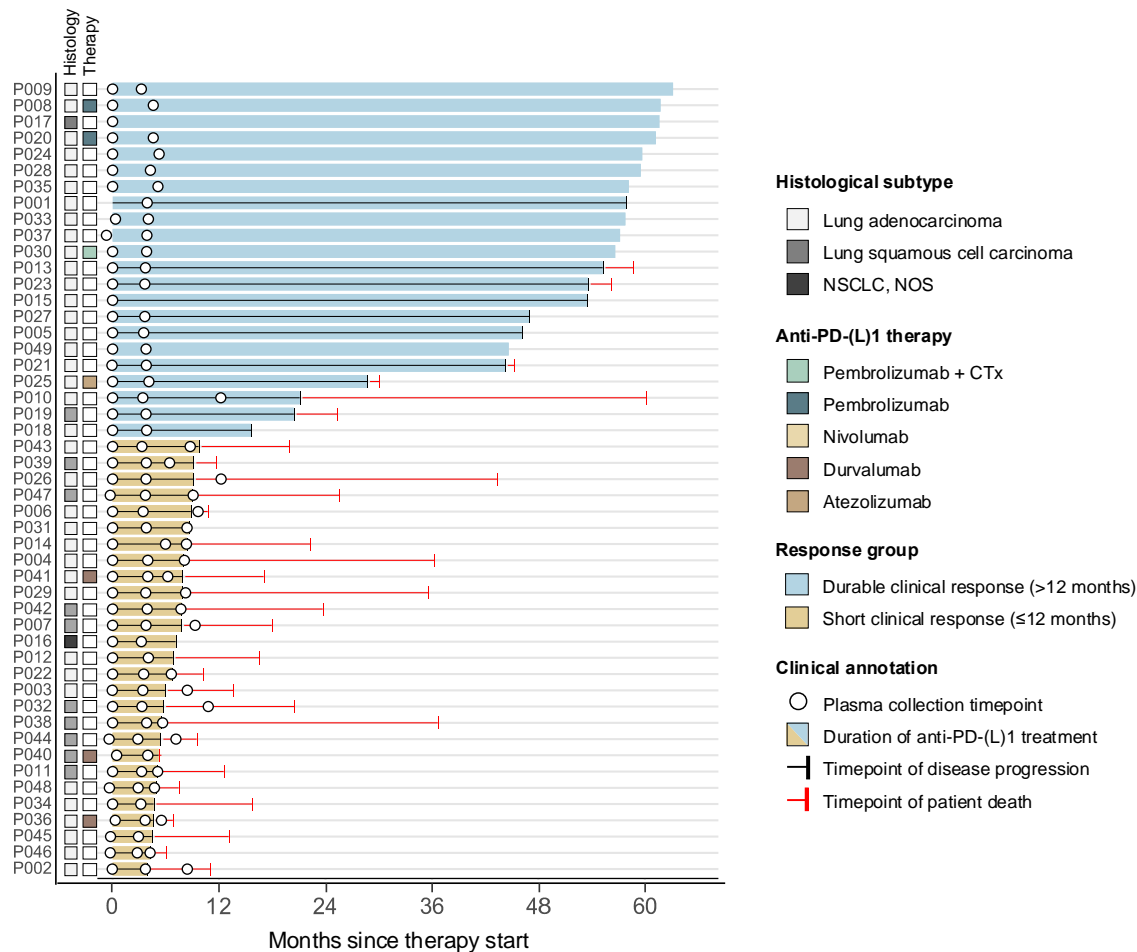 Histology
Therapy
P009
P008
P017
P020
P024
P028
P035
P001
P033
P037
P030
P013
P023
P015
P027
P005
P049
P021
P025
P010
P019
P018
P043
P039
P026
P047
P006
P031
P014
P004
P041
P029
P042
P007
P016
P012
P022
P003
P032
P038
P044
P040
P011
P048
P034
P036
P045
P046
P002
0 12 24 36 48 60
Months since therapy start
Histological subtype
Lung adenocarcinoma
Lung squamous cell carcinoma
NSCLC, NOS
Anti-PD-(L)1 therapy
Pembrolizumab + CTx
Pembrolizumab
Nivolumab
Durvalumab
Atezolizumab
Response group
Durable clinical response (>12 months)
Short clinical response (≤12 months)
Clinical annotation
Plasma collection timepoint
Duration of anti-PD-(L)1 treatment
Timepoint of disease progression
Timepoint of patient death